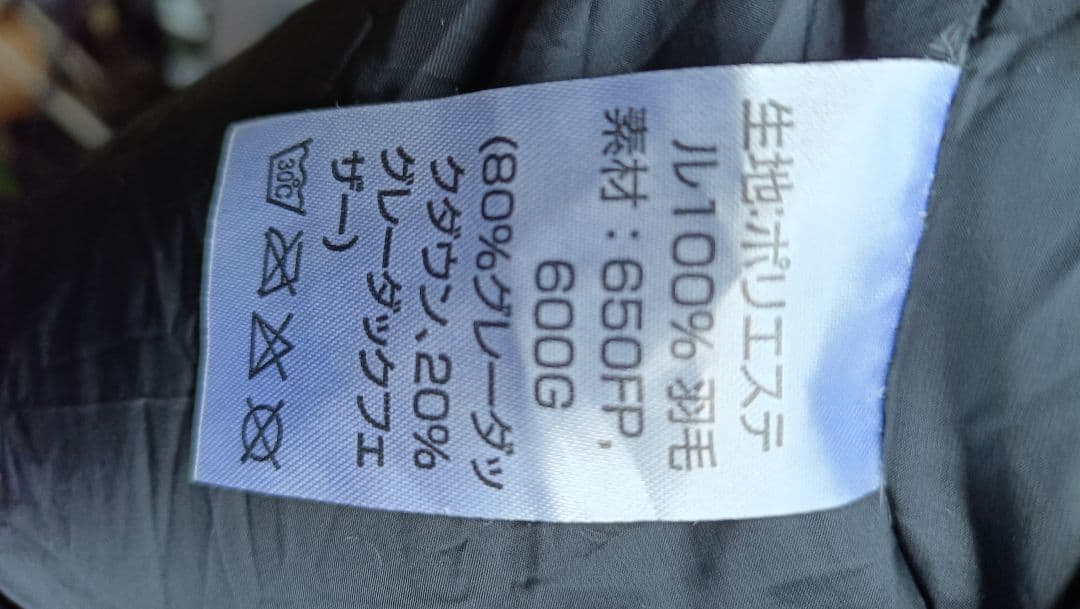 生地:ポリエステ
ル100% 羽毛
素材：650FP,
600G
(80%グレーダッ
クダウン、20%
グレーダックフェ
ザー)
30℃